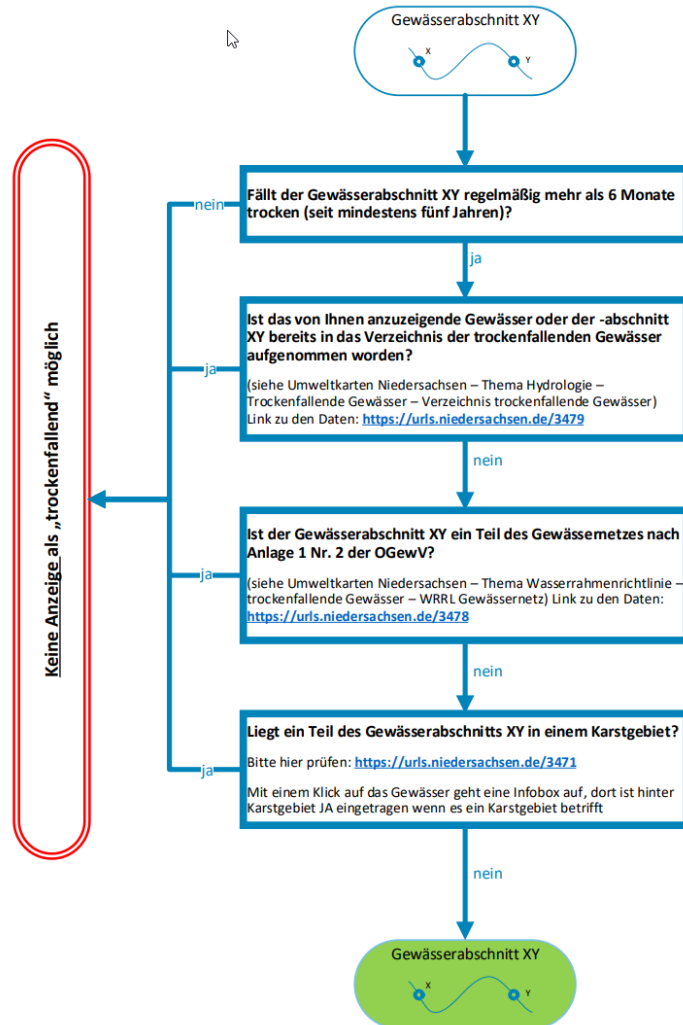 Gewässerabschnitt XY
X
Y
Fällt der Gewässerabschnitt XY regelmäßig mehr als 6 Monate
trocken (seit mindestens fünf Jahren)?
nein
ja
Ist das von Ihnen anzuzeigende Gewässer oder der -abschnitt
XY bereits in das Verzeichnis der trockenfallenden Gewässer
aufgenommen worden?
(siehe Umweltkarten Niedersachsen – Thema Hydrologie –
Trockenfallende Gewässer – Verzeichnis trockenfallende Gewässer)
Link zu den Daten: https://urls.niedersachsen.de/3479
ja
nein
Ist der Gewässerabschnitt XY ein Teil des Gewässernetzes nach
Anlage 1 Nr. 2 der OGewV?
(siehe Umweltkarten Niedersachsen – Thema Wasserrahmenrichtlinie –
trockenfallende Gewässer – WRRL Gewässernetz) Link zu den Daten:
https://urls.niedersachsen.de/3478
ja
nein
Liegt ein Teil des Gewässerabschnitts XY in einem Karstgebiet?
Bitte hier prüfen: https://urls.niedersachsen.de/3471
Mit einem Klick auf das Gewässer geht eine Infobox auf, dort ist hinter
Karstgebiet JA eingetragen wenn es ein Karstgebiet betrifft
ja
nein
Keine Anzeige als „trockenfallend“ möglich
Gewässerabschnitt XY
X
Y